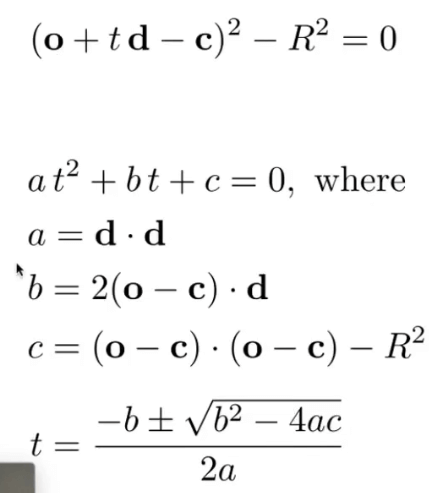 (𝐨 + t 𝐝 − 𝐜)² − R² = 0
a t² + b t + c = 0, where
a = 𝐝 · 𝐝
b = 2(𝐨 − 𝐜) · 𝐝
c = (𝐨 − 𝐜) · (𝐨 − 𝐜) − R²
t = (−b ± √(b² − 4ac)) / 2a